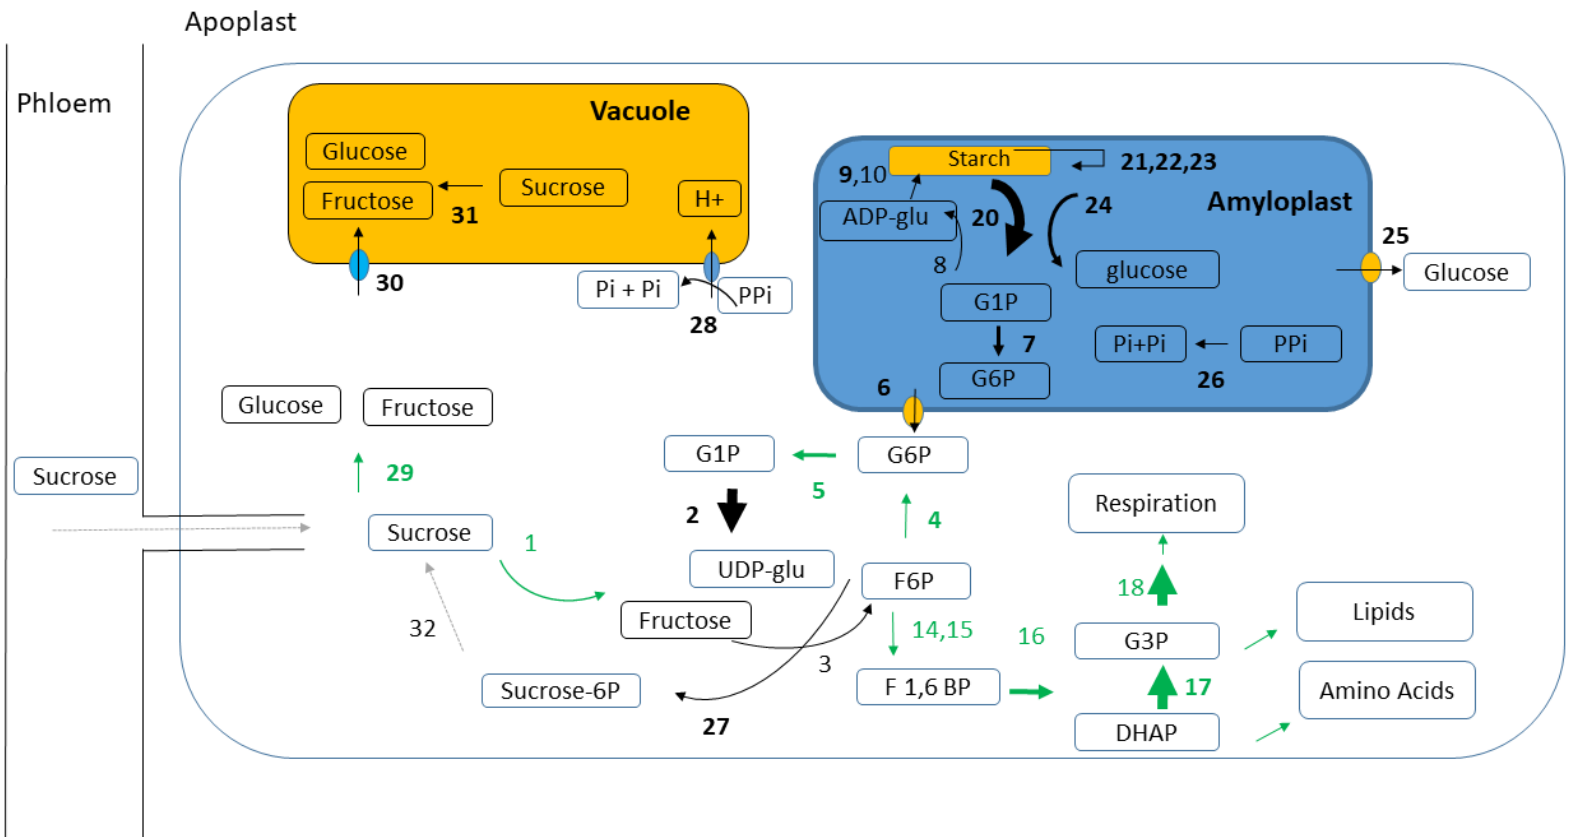 Apoplast
Phloem
Vacuole
Glucose
Fructose
Sucrose
31
H+
30
Pi + Pi
PPi
28
Starch
21,22,23
9,10
ADP-glu
20
24
Amyloplast
8
glucose
G1P
7
Pi+Pi
PPi
26
G6P
6
25
Glucose
Glucose
Fructose
29
Sucrose
Sucrose
1
G1P
5
G6P
2
4
UDP-glu
F6P
Fructose
3
32
Sucrose-6P
27
14,15
16
F 1,6 BP
Respiration
18
G3P
17
DHAP
Lipids
Amino Acids